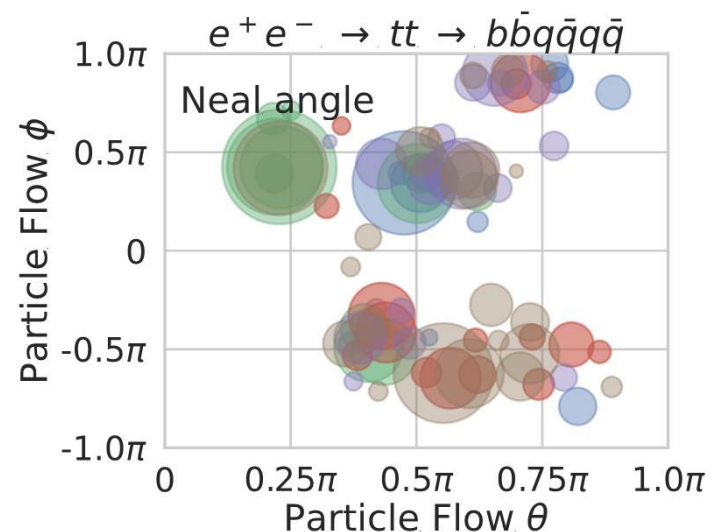 e⁺e⁻ → tt → bb̄qq̄qq̄
1.0π
Neal angle
0.5π
0
-0.5π
-1.0π
Particle Flow ϕ
0 0.25π 0.5π 0.75π 1.0π
Particle Flow θ